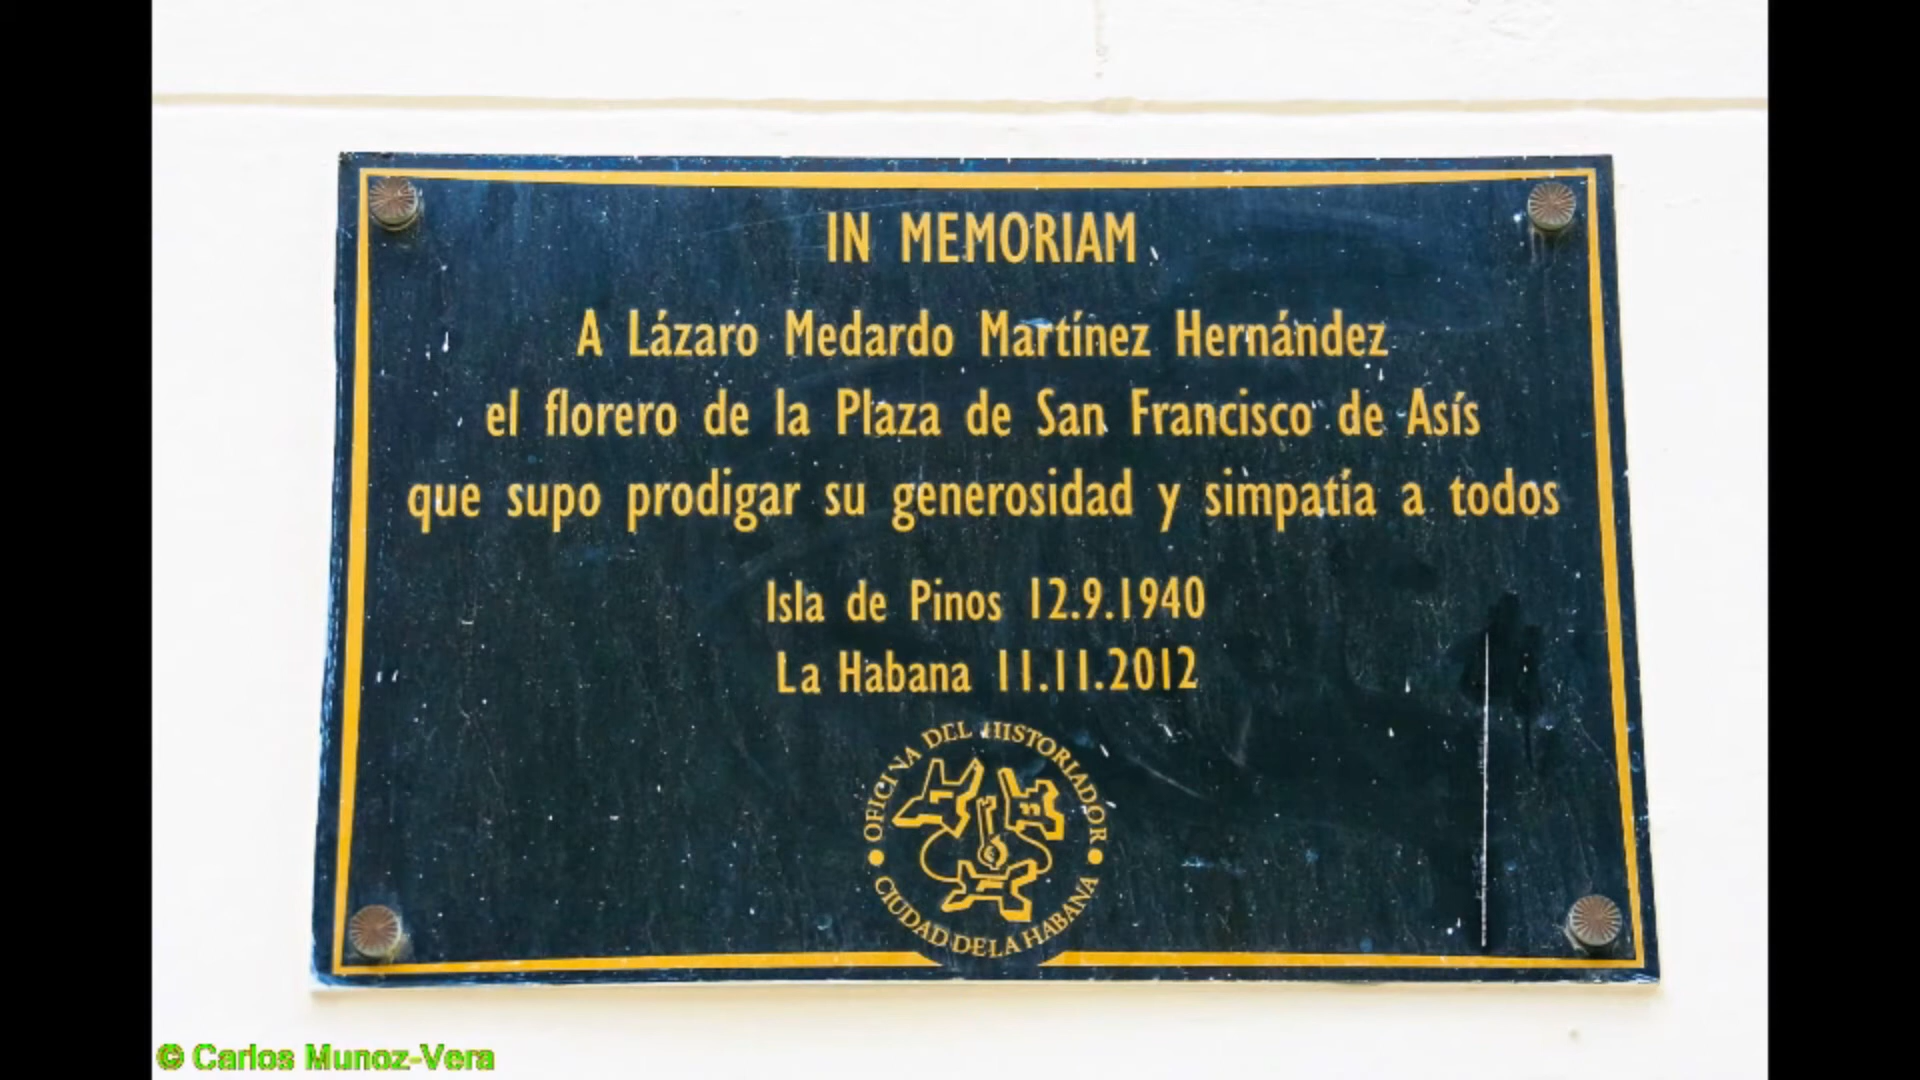 IN MEMORIAM
A Lázaro Medardo Martínez Hernández
el florero de la Plaza de San Francisco de Asís
que supo prodigar su generosidad y simpatía a todos
Isla de Pinos 12.9.1940
La Habana 11.11.2012
OFICINA DEL HISTORIADOR
CIUDAD DE LA HABANA
© Carlos Munoz-Vera